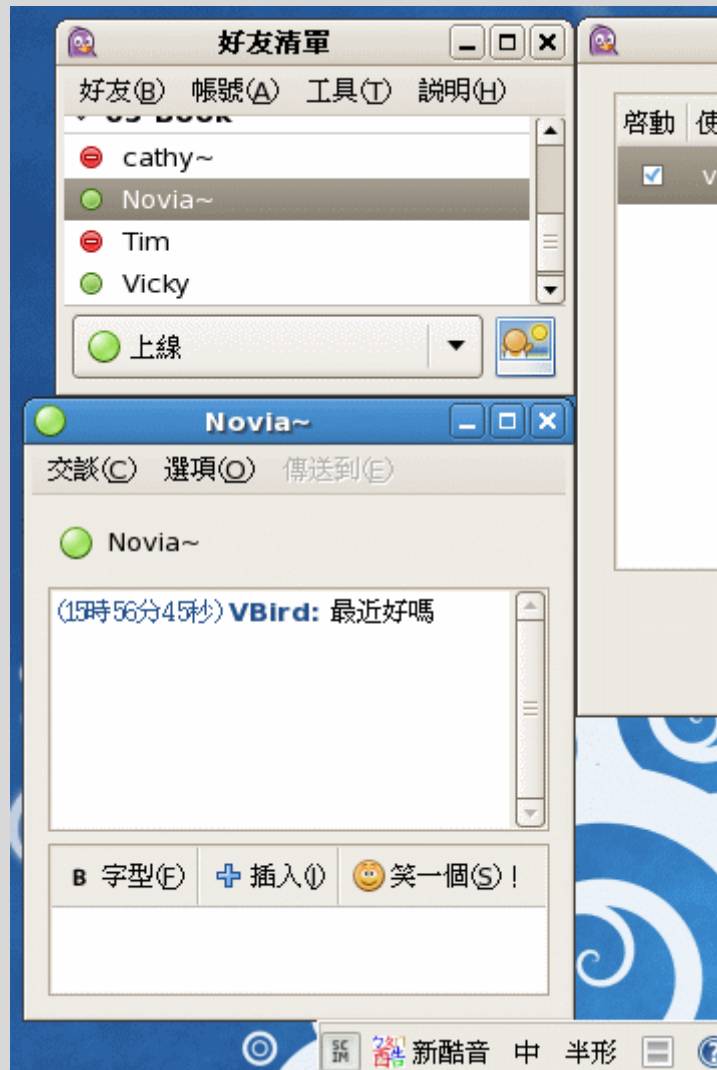 好友清單
好友(B) 帳號(A) 工具(T) 說明(H)
cathy~
Novia~
Tim
Vicky
上線
啓動
v
Novia~
交談(C) 選項(O) 傳送到(E)
Novia~
(15時56分45秒) VBird: 最近好嗎
B 字型(F) 插入(I) 笑一個(S)!
SCIM 新酷音 中 半形